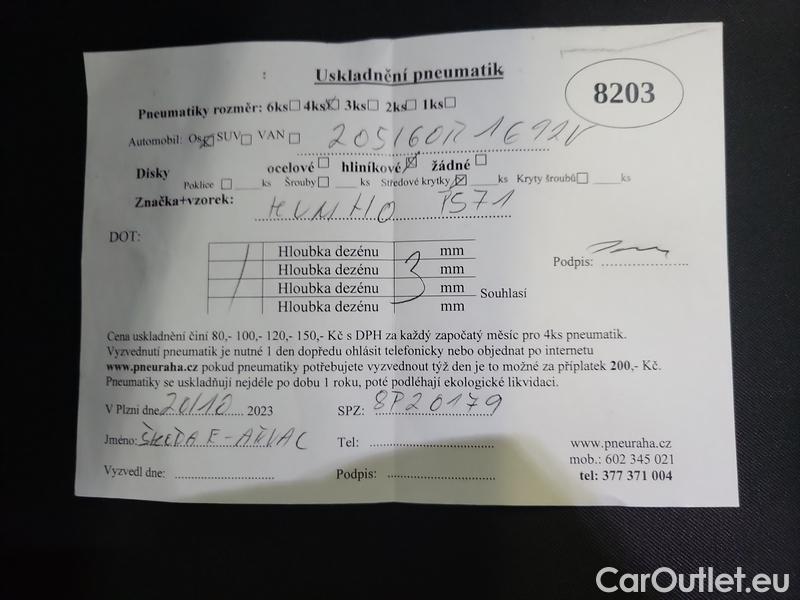 Uskladnění pneumatik
8203
Pneumatiky rozměr: 6ks 4ks 3ks 2ks 1ks
Automobil: Os SUV VAN 205/60R16 92V
Disky ocelové hliníkové žádné
Poklice ks Šrouby ks Středové krytky ks Kryty šroubů ks
Značka+vzorek: KUMHO PS71
DOT:
Hloubka dezénu mm
Hloubka dezénu mm
Hloubka dezénu 3 mm
Hloubka dezénu mm
Souhlasí
Podpis:
Cena uskladnění činí 80,- 100,- 120,- 150,- Kč s DPH za každý započatý měsíc pro 4ks pneumatik.
Vyzvednutí pneumatik je nutné 1 den dopředu ohlásit telefonicky nebo objednat po internetu
www.pneuraha.cz pokud pneumatiky potřebujete vyzvednout týž den je to možné za příplatek 200,- Kč.
Pneumatiky se uskladňují nejdéle po dobu 1 roku, poté podléhají ekologické likvidaci.
V Plzni dne 20/10 2023 SPZ: 8P20179
Jméno: Tel:
Vyzvedl dne: Podpis:
www.pneuraha.cz
mob.: 602 345 021
tel: 377 371 004
CarOutlet.eu